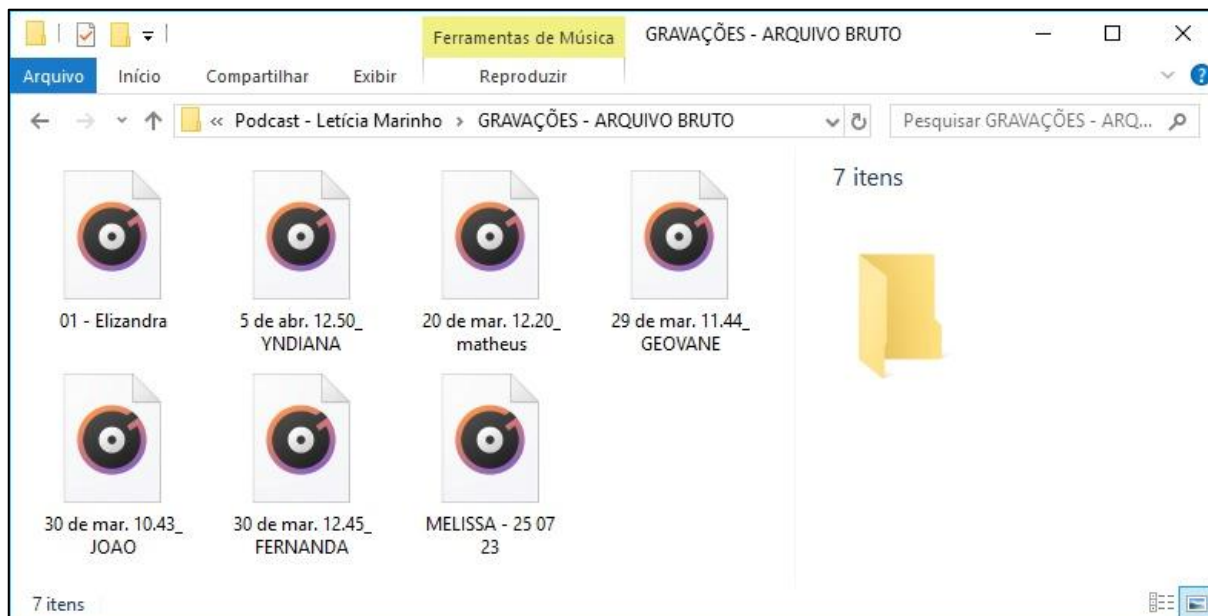 Ferramentas de Música
GRAVAÇÕES - ARQUIVO BRUTO
Arquivo
Início
Compartilhar
Exibir
Reproduzir
« Podcast - Letícia Marinho > GRAVAÇÕES - ARQUIVO BRUTO
Pesquisar GRAVAÇÕES - ARQ...
7 itens
01 - Elizandra
5 de abr. 12.50_
YNDIANA
20 de mar. 12.20_
matheus
29 de mar. 11.44_
GEOVANE
30 de mar. 10.43_
JOAO
30 de mar. 12.45_
FERNANDA
MELISSA - 25 07
23
7 itens